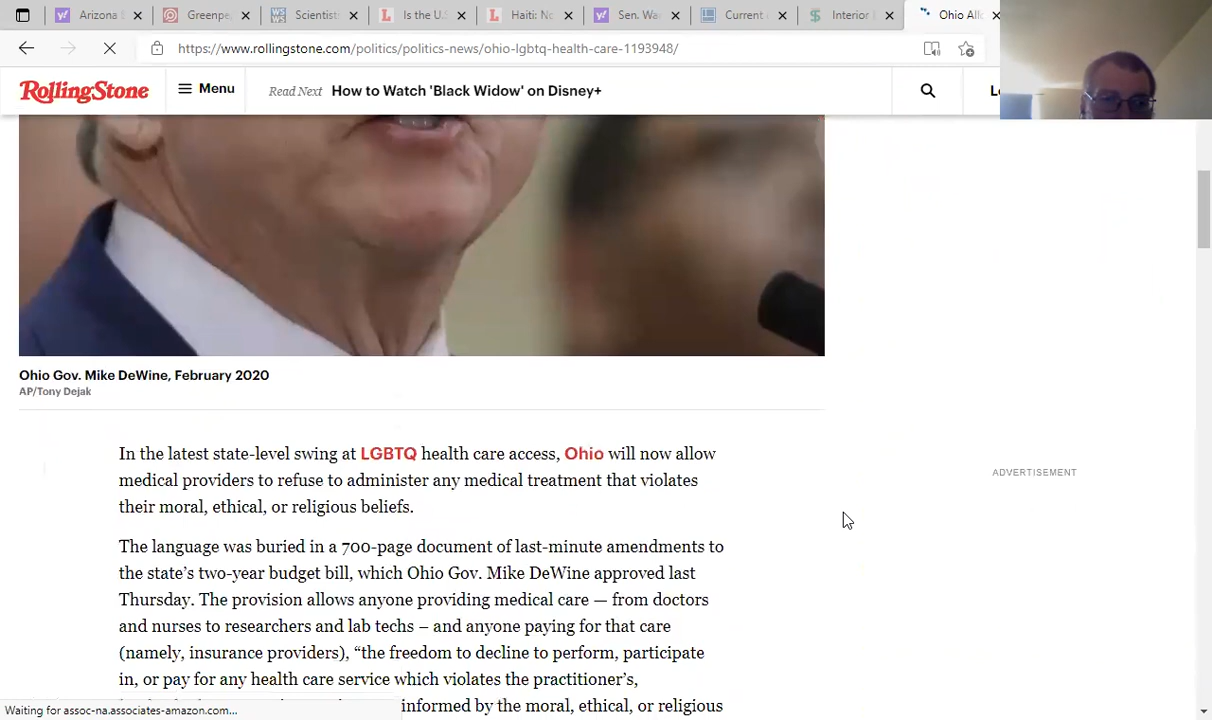 Arizona
Greenpe
Scientist
Is the U.S
Haiti: No
Sen. Wa
Current
Interior
Ohio All
https://www.rollingstone.com/politics/politics-news/ohio-lgbtq-health-care-1193948/
RollingStone
Menu
Read Next How to Watch 'Black Widow' on Disney+
Ohio Gov. Mike DeWine, February 2020
AP/Tony Dejak
In the latest state-level swing at LGBTQ health care access, Ohio will now allow
medical providers to refuse to administer any medical treatment that violates
their moral, ethical, or religious beliefs.
ADVERTISEMENT
The language was buried in a 700-page document of last-minute amendments to
the state’s two-year budget bill, which Ohio Gov. Mike DeWine approved last
Thursday. The provision allows anyone providing medical care — from doctors
and nurses to researchers and lab techs – and anyone paying for that care
(namely, insurance providers), “the freedom to decline to perform, participate
in, or pay for any health care service which violates the practitioner’s,
informed by the moral, ethical, or religious
Waiting for assoc-na.associates-amazon.com...